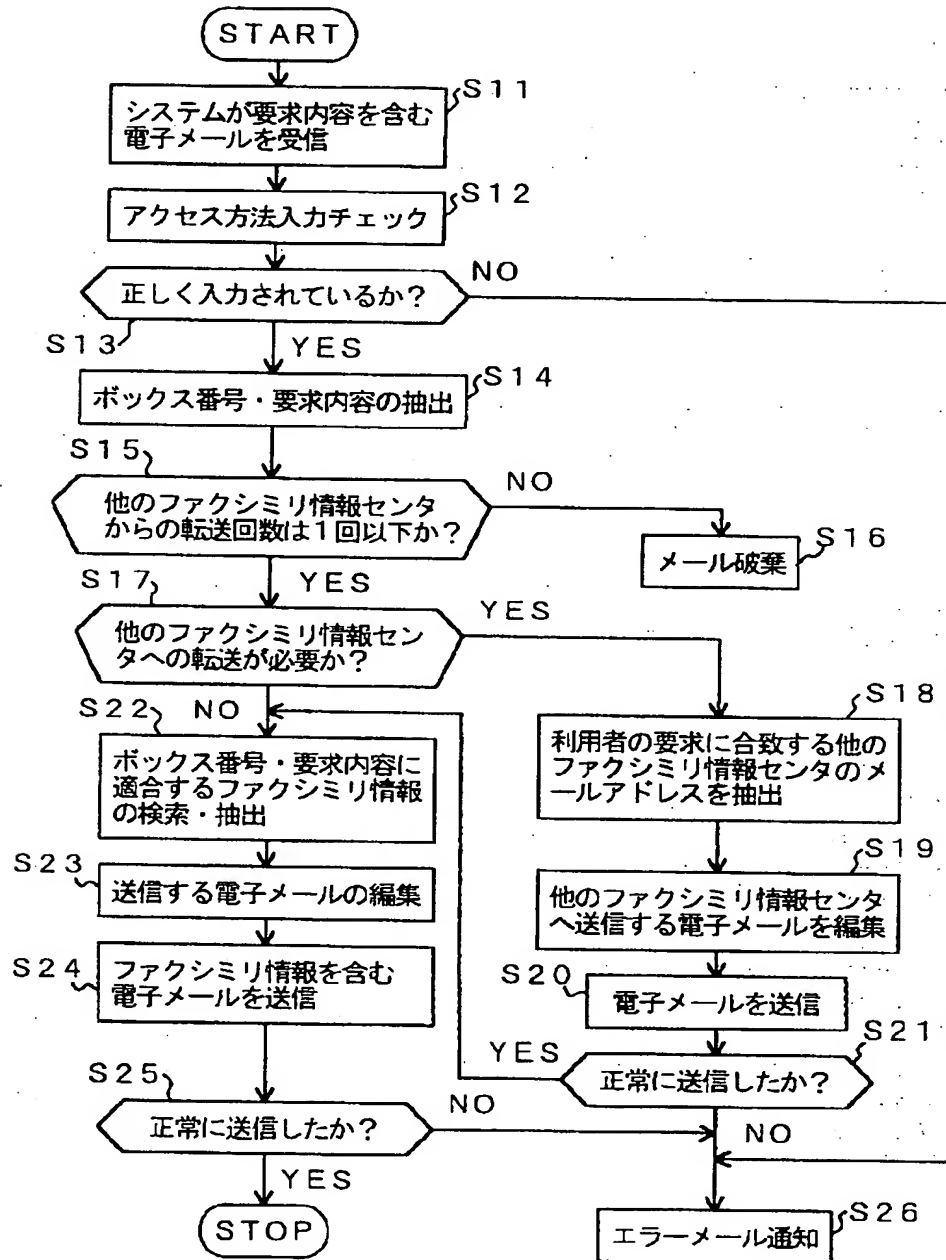 START
S11
システムが要求内容を含む
電子メールを受信
S12
アクセス方法入力チェック
正しく入力されているか？
NO
S13
YES
S14
ボックス番号・要求内容の抽出
S15
他のファクシミリ情報センタ
からの転送回数は１回以下か？
NO
S16
メール破棄
YES
S17
他のファクシミリ情報セン
タへの転送が必要か？
YES
NO
S18
利用者の要求に合致する他の
ファクシミリ情報センタのメ
ールアドレスを抽出
S22
ボックス番号・要求内容に
適合するファクシミリ情報
の検索・抽出
S19
他のファクシミリ情報センタ
へ送信する電子メールを編集
S23
送信する電子メールの編集
S20
電子メールを送信
S24
ファクシミリ情報を含む
電子メールを送信
S21
正常に送信したか？
YES
NO
S25
正常に送信したか？
NO
YES
STOP
S26
エラーメール通知